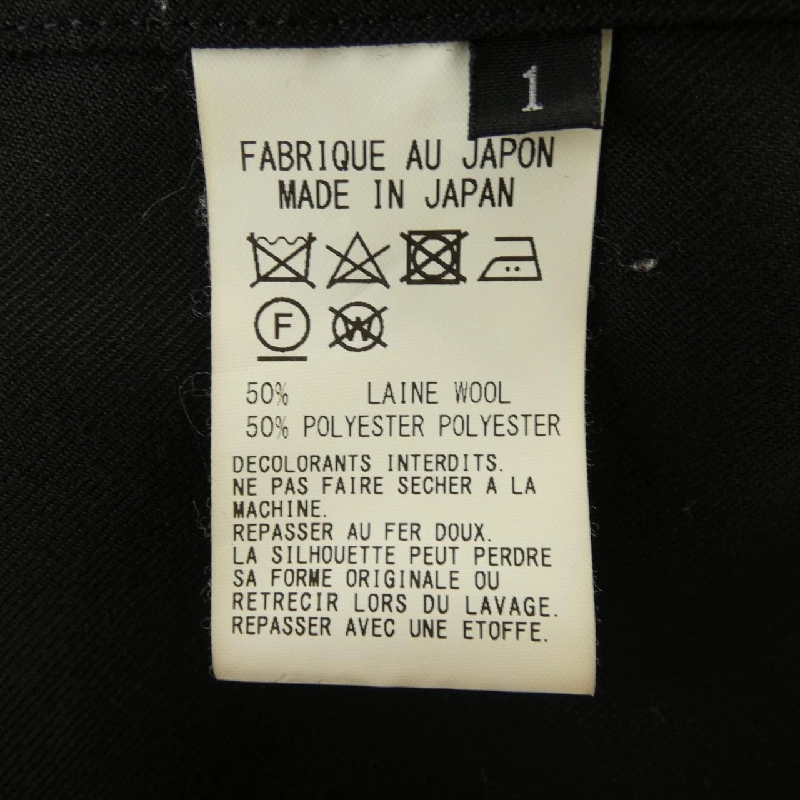 1
FABRIQUE AU JAPON
MADE IN JAPAN
F W
50% LAINE WOOL
50% POLYESTER POLYESTER
DECOLORANTS INTERDITS.
NE PAS FAIRE SECHER A LA
MACHINE.
REPASSER AU FER DOUX.
LA SILHOUETTE PEUT PERDRE
SA FORME ORIGINALE OU
RETRECIR LORS DU LAVAGE.
REPASSER AVEC UNE ETOFFE.